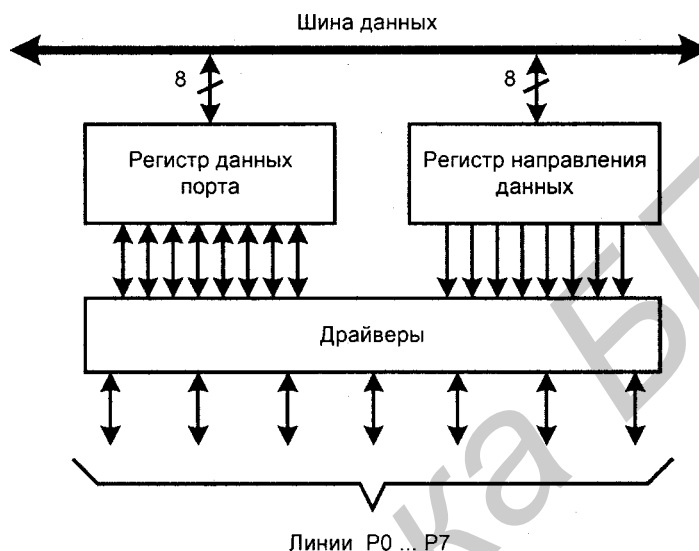 Шина данных
8
8
Регистр данных
порта
Регистр направления
данных
Драйверы
Линии P0 ... P7